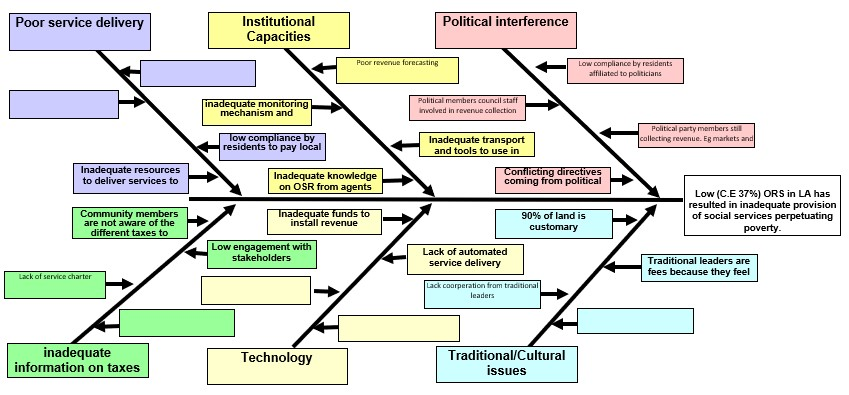 Poor service delivery
Institutional
Capacities
Political interference
Poor revenue forecasting
Low compliance by residents
affiliated to politicians
inadequate monitoring
mechanism and
Political members council staff
involved in revenue collection
low compliance by
residents to pay local
Inadequate transport
and tools to use in
Political party members still
collecting revenue. Eg markets and
Inadequate resources
to deliver services to
Inadequate knowledge
on OSR from agents
Conflicting directives
coming from political
Low (C.E 37%) ORS in LA has
resulted in inadequate provision
of social services perpetuating
poverty.
Community members
are not aware of the
different taxes to
Inadequate funds to
install revenue
90% of land is
customary
Low engagement with
stakeholders
Lack of automated
service delivery
Traditional leaders are
fees because they feel
Lack of service charter
Lack coorperation from traditional
leaders
inadequate
information on taxes
Technology
Traditional/Cultural
issues